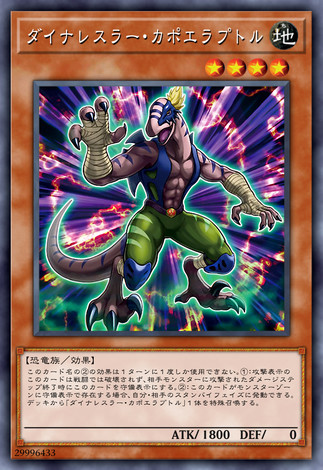 ダイナレスラー・カポエラプトル
地
【恐竜族／効果】
このカード名の②の効果は１ターンに１度しか使用できない。①：攻撃表示の
このカードは戦闘では破壊されず、相手モンスターに攻撃されたダメージステ
ップ終了時にこのカードを守備表示にする。②：このカードがモンスターゾー
ンに守備表示で存在する場合、自分・相手のスタンバイフェイズに発動できる。
デッキから「ダイナレスラー・カポエラプトル」１体を特殊召喚する。
ATK/ 1800 DEF/ 0
29996433